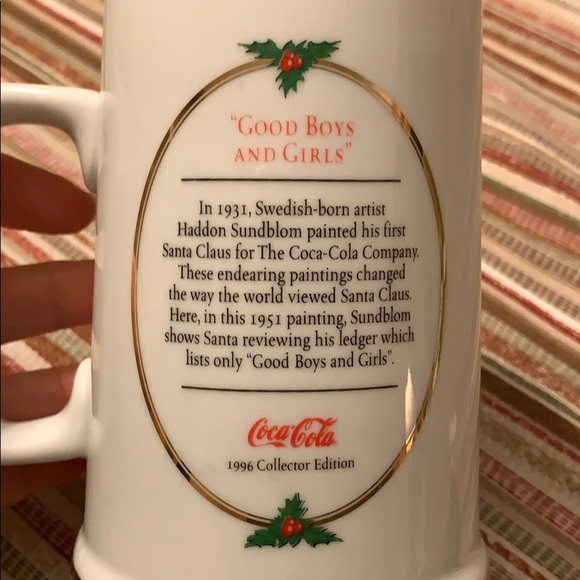 "GOOD BOYS
AND GIRLS"
In 1931, Swedish-born artist
Haddon Sundblom painted his first
Santa Claus for The Coca-Cola Company.
These endearing paintings changed
the way the world viewed Santa Claus.
Here, in this 1951 painting, Sundblom
shows Santa reviewing his ledger which
lists only "Good Boys and Girls".
Coca-Cola
1996 Collector Edition